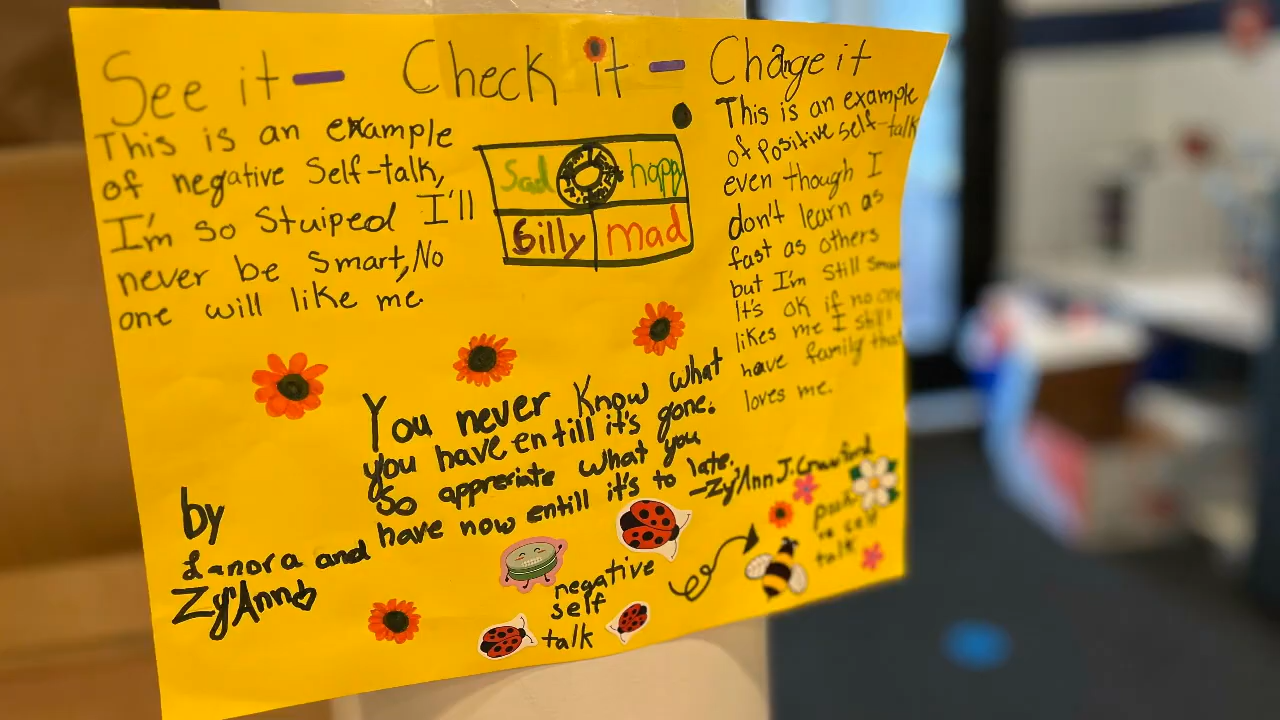 See it - Check it - Change it
This is an example
of negative Self-talk,
I'm so Stuiped I'll
never be smart, No
one will like me.
Sad happy
Silly mad
This is an example
of positive self-talk
even though I
don't learn as
fast as others
but I'm still smart
It's ok if no one
likes me I still
have family that
loves me.
You never know what
you have entill it's gone.
So appreciate what you
have now entill it's to late.
-Zy'Ann J. Crawford
by
Lanora and
Zy'Ann
negative
self
talk
self
talk